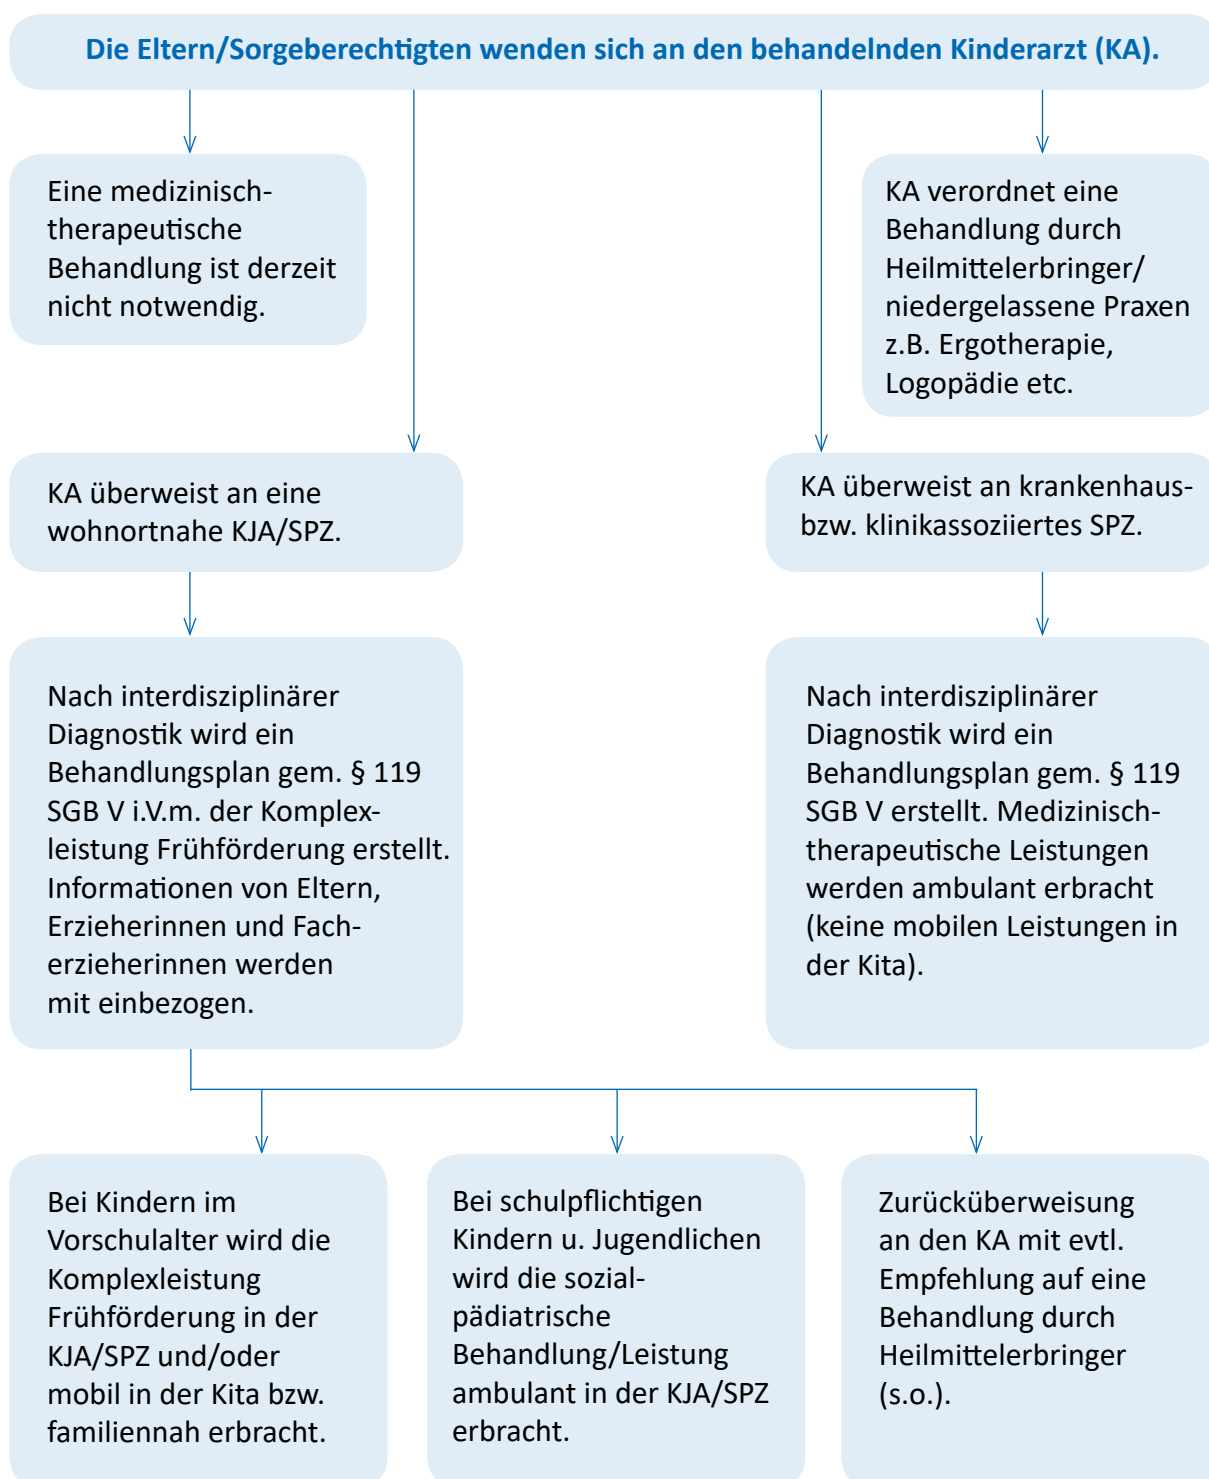 Die Eltern/Sorgeberechtigten wenden sich an den behandelnden Kinderarzt (KA).
Eine medizinisch-
therapeutische
Behandlung ist derzeit
nicht notwendig.
KA verordnet eine
Behandlung durch
Heilmittelerbringer/
niedergelassene Praxen
z.B. Ergotherapie,
Logopädie etc.
KA überweist an eine
wohnortnahe KJA/SPZ.
KA überweist an krankenhaus-
bzw. klinikassoziiertes SPZ.
Nach interdisziplinärer
Diagnostik wird ein
Behandlungsplan gem. § 119
SGB V i.V.m. der Komplex-
leistung Frühförderung erstellt.
Informationen von Eltern,
Erzieherinnen und Fach-
erzieherinnen werden
mit einbezogen.
Nach interdisziplinärer
Diagnostik wird ein
Behandlungsplan gem. § 119
SGB V erstellt. Medizinisch-
therapeutische Leistungen
werden ambulant erbracht
(keine mobilen Leistungen in
der Kita).
Bei Kindern im
Vorschulalter wird die
Komplexleistung
Frühförderung in der
KJA/SPZ und/oder
mobil in der Kita bzw.
familiennah erbracht.
Bei schulpflichtigen
Kindern u. Jugendlichen
wird die sozial-
pädiatrische
Behandlung/Leistung
ambulant in der KJA/SPZ
erbracht.
Zurücküberweisung
an den KA mit evtl.
Empfehlung auf eine
Behandlung durch
Heilmittelerbringer
(s.o.).